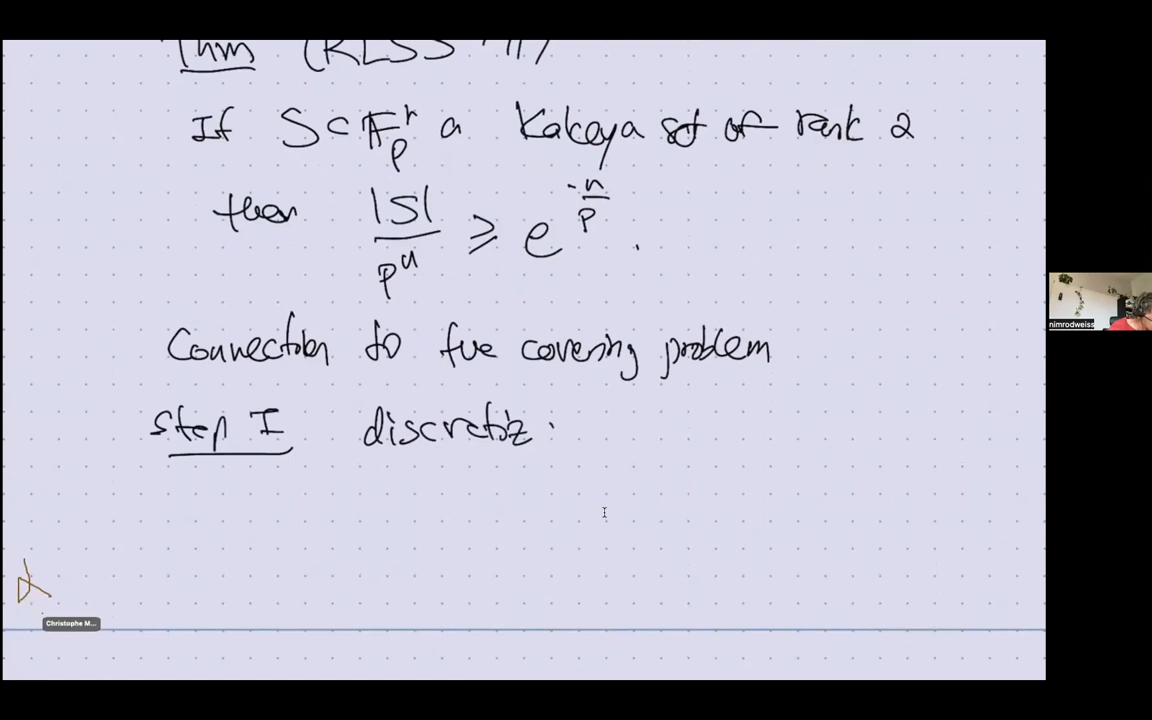 Thm (KLSS '11)
If S ⊂ F_p^n a Kakeya set of rank 2
then |S| / p^n ≥ e^{-n/p} .
Connection to the covering problem
Step I discretiz.
nimrodweiss
Christophe M...